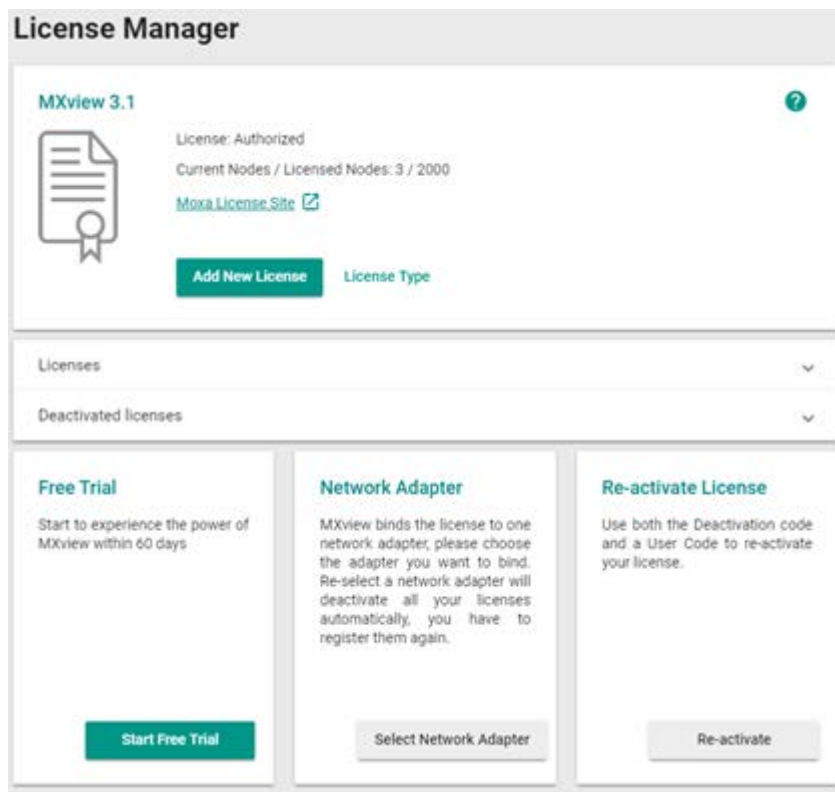 License Manager
MXview 3.1
License: Authorized
Current Nodes / Licensed Nodes: 3 / 2000
Moxa License Site
Add New License
License Type
Licenses
Deactivated licenses
Free Trial
Start to experience the power of
MXview within 60 days
Start Free Trial
Network Adapter
MXview binds the license to one
network adapter, please choose
the adapter you want to bind.
Re-select a network adapter will
deactivate all your licenses
automatically, you have to
register them again.
Select Network Adapter
Re-activate License
Use both the Deactivation code
and a User Code to re-activate
your license.
Re-activate